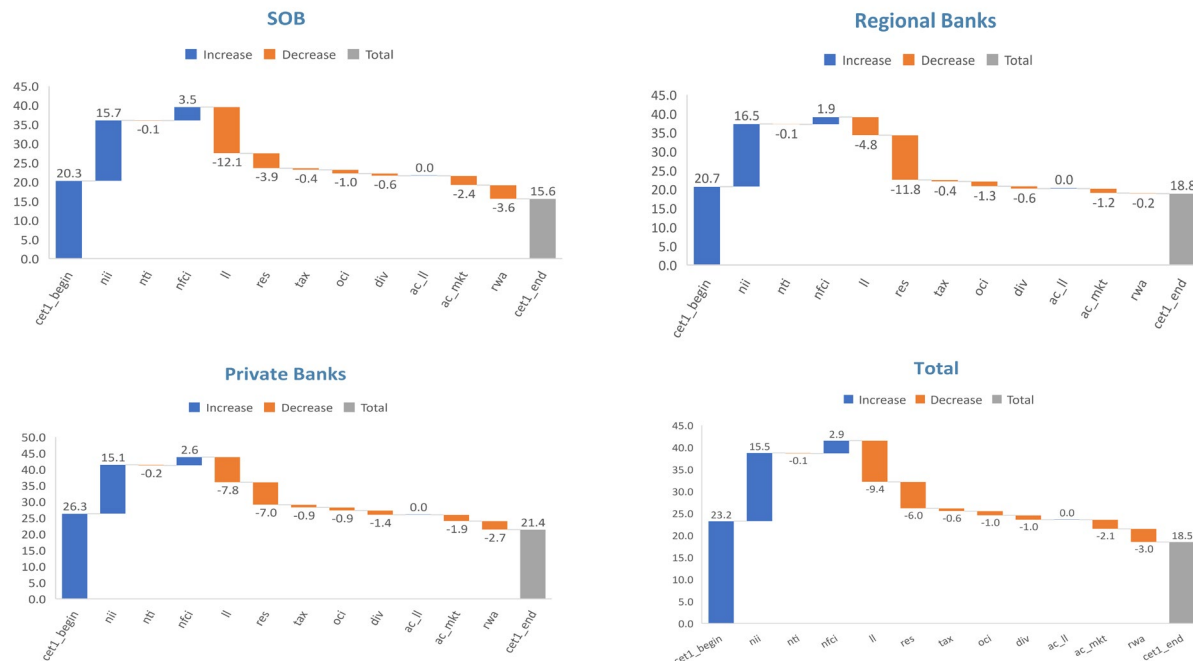 SOB
Increase Decrease Total
45.0
40.0
35.0
30.0
25.0
20.0
15.0
10.0
5.0
0.0
20.3
15.7
-0.1
3.5
-12.1
-3.9
-0.4
-1.0
-0.6
0.0
-2.4
-3.6
15.6
cet1_begin
nii
nti
nfci
ll
res
tax
oci
div
ac_ll
ac_mkt
rwa
cet1_end
Regional Banks
Increase Decrease Total
45.0
40.0
35.0
30.0
25.0
20.0
15.0
10.0
5.0
0.0
20.7
16.5
-0.1
1.9
-4.8
-11.8
-0.4
-1.3
-0.6
0.0
-1.2
-0.2
18.8
cet1_begin
nii
nti
nfci
ll
res
tax
oci
div
ac_ll
ac_mkt
rwa
cet1_end
Private Banks
Increase Decrease Total
50.0
45.0
40.0
35.0
30.0
25.0
20.0
15.0
10.0
5.0
0.0
26.3
15.1
-0.2
2.6
-7.8
-7.0
-0.9
-0.9
-1.4
0.0
-1.9
-2.7
21.4
cet1_begin
nii
nti
nfci
ll
res
tax
oci
div
ac_ll
ac_mkt
rwa
cet1_end
Total
Increase Decrease Total
45.0
40.0
35.0
30.0
25.0
20.0
15.0
10.0
5.0
0.0
23.2
15.5
-0.1
2.9
-9.4
-6.0
-0.6
-1.0
-1.0
0.0
-2.1
-3.0
18.5
cet1_begin
nii
nti
nfci
ll
res
tax
oci
div
ac_ll
ac_mkt
rwa
cet1_end